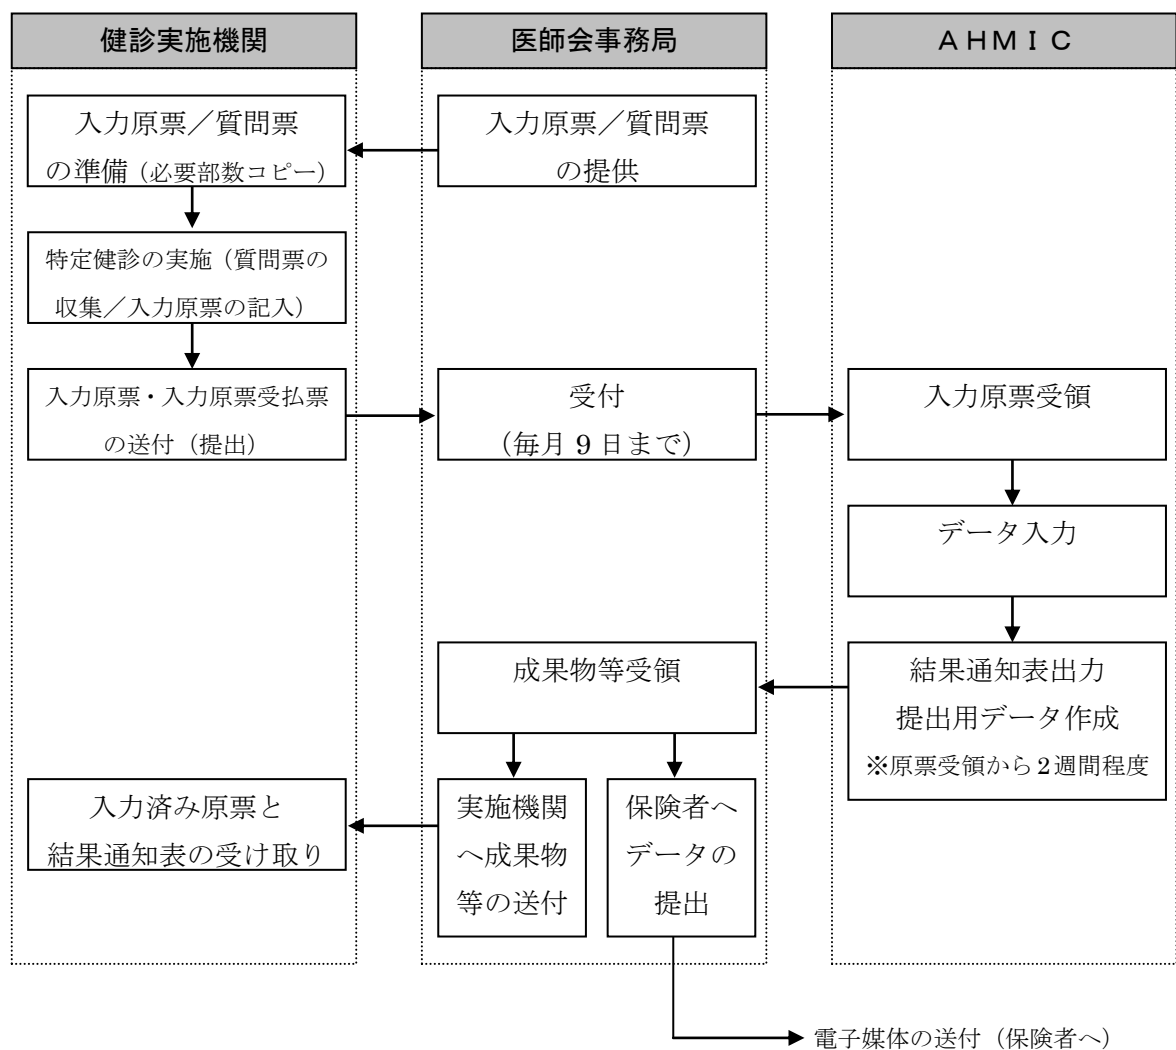 健診実施機関
医師会事務局
ＡＨＭＩＣ
入力原票／質問票
の準備（必要部数コピー）
入力原票／質問票
の提供
特定健診の実施（質問票の
収集／入力原票の記入）
入力原票・入力原票受払票
の送付（提出）
受付
（毎月 9 日まで）
入力原票受領
データ入力
成果物等受領
結果通知表出力
提出用データ作成
※原票受領から 2 週間程度
入力済み原票と
結果通知表の受け取り
実施機関
へ成果物
等の送付
保険者へ
データの
提出
電子媒体の送付（保険者へ）